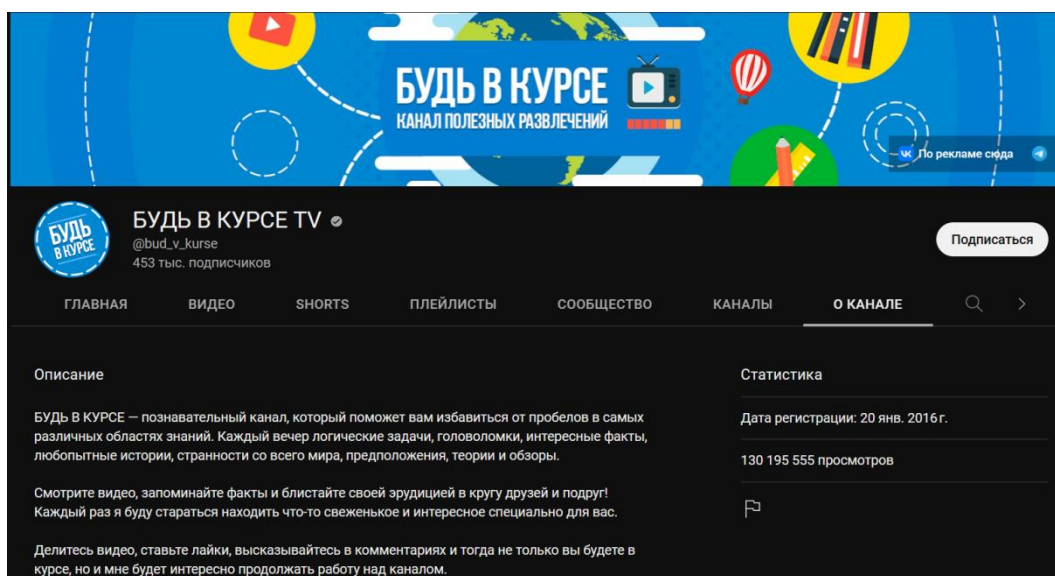 БУДЬ В КУРСЕ
КАНАЛ ПОЛЕЗНЫХ РАЗВЛЕЧЕНИЙ
По рекламе сюда
БУДЬ
В КУРСЕ
БУДЬ В КУРСЕ TV
@bud_v_kurse
453 тыс. подписчиков
Подписаться
ГЛАВНАЯ ВИДЕО SHORTS ПЛЕЙЛИСТЫ СООБЩЕСТВО КАНАЛЫ О КАНАЛЕ
Описание
БУДЬ В КУРСЕ — познавательный канал, который поможет вам избавиться от пробелов в самых
различных областях знаний. Каждый вечер логические задачи, головоломки, интересные факты,
любопытные истории, странности со всего мира, предположения, теории и обзоры.
Смотрите видео, запоминайте факты и блистайте своей эрудицией в кругу друзей и подруг!
Каждый раз я буду стараться находить что-то свеженькое и интересное специально для вас.
Делитесь видео, ставьте лайки, высказывайтесь в комментариях и тогда не только вы будете в
курсе, но и мне будет интересно продолжать работу над каналом.
Статистика
Дата регистрации: 20 янв. 2016 г.
130 195 555 просмотров